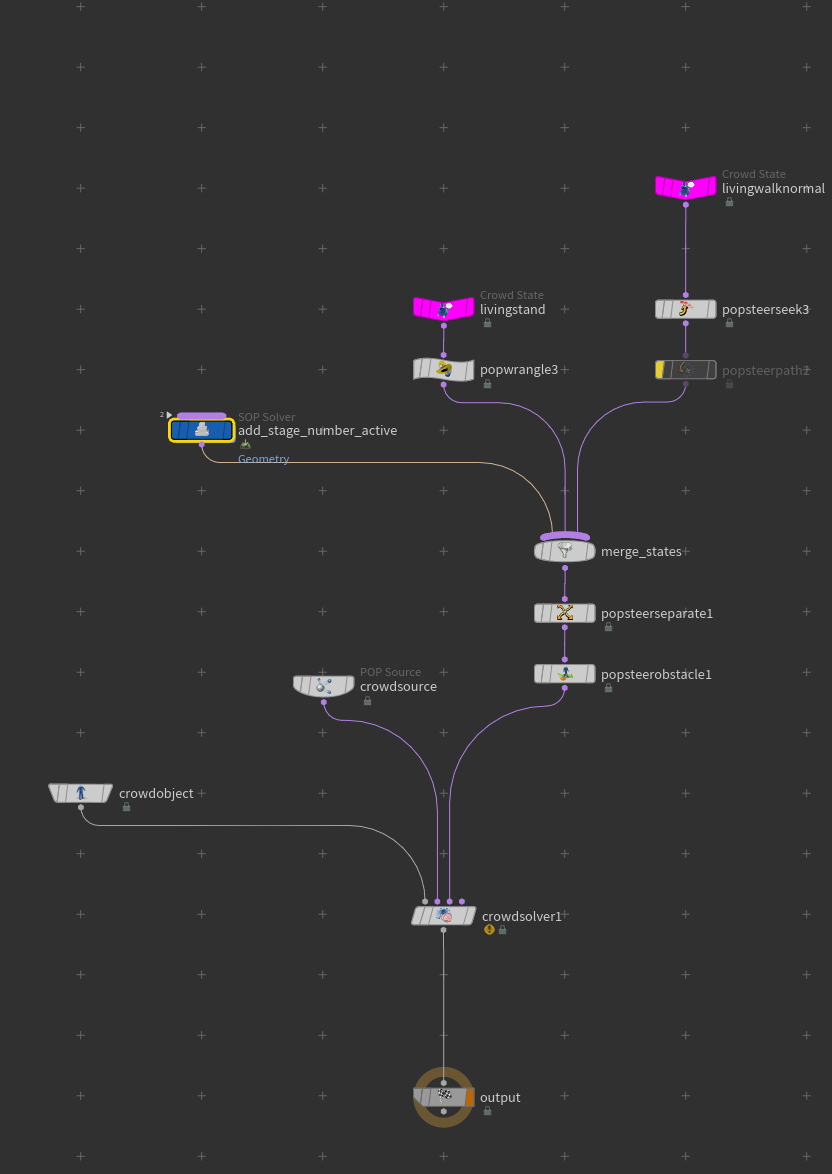 Crowd State
livingwalknormal
Crowd State
livingstand
popsteerseek3
popwrangle3
popsteerpath2
2
SOP Solver
add_stage_number_active
Geometry
merge_states
popsteerseparate1
POP Source
crowdsource
popsteerobstacle1
crowdobject
crowdsolver1
output